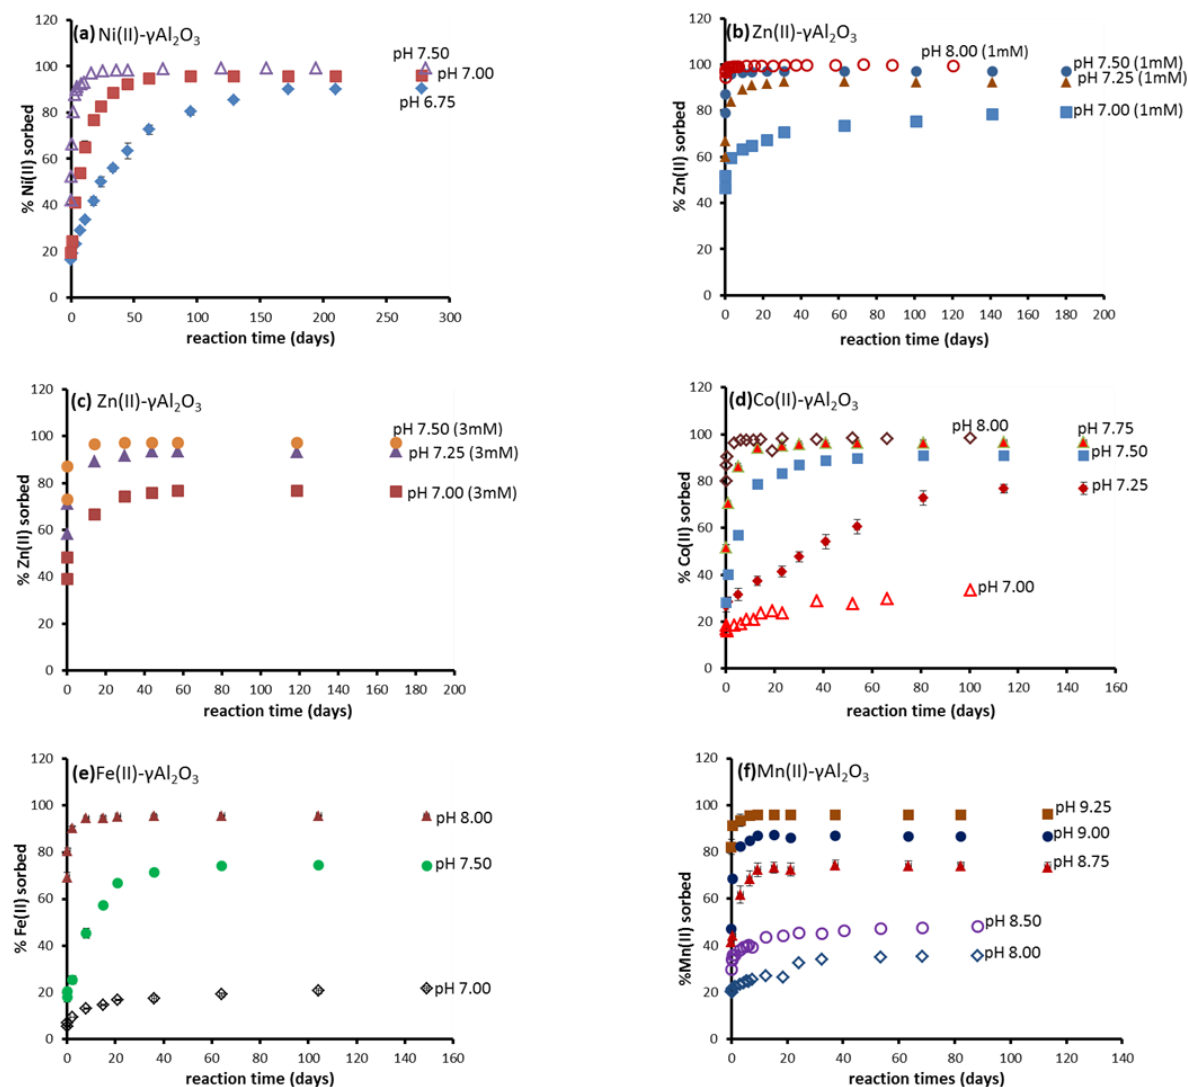 (a) Ni(II)-γAl2O3
120
100
80
60
40
20
0
% Ni(II) sorbed
pH 7.50
pH 7.00
pH 6.75
0 50 100 150 200 250 300
reaction time (days)
(b) Zn(II)-γAl2O3
120
100
80
60
40
20
0
% Zn(II) sorbed
pH 8.00 (1mM)
pH 7.50 (1mM)
pH 7.25 (1mM)
pH 7.00 (1mM)
0 20 40 60 80 100 120 140 160 180 200
reaction time (days)
(c) Zn(II)-γAl2O3
120
100
80
60
40
20
0
% Zn(II) sorbed
pH 7.50 (3mM)
pH 7.25 (3mM)
pH 7.00 (3mM)
0 20 40 60 80 100 120 140 160 180 200
reaction time (days)
(d) Co(II)-γAl2O3
120
100
80
60
40
20
0
% Co(II) sorbed
pH 8.00
pH 7.75
pH 7.50
pH 7.25
pH 7.00
0 20 40 60 80 100 120 140 160
reaction time (days)
(e) Fe(II)-γAl2O3
120
100
80
60
40
20
0
% Fe(II) sorbed
pH 8.00
pH 7.50
pH 7.00
0 20 40 60 80 100 120 140 160
reaction time (days)
(f) Mn(II)-γAl2O3
120
100
80
60
40
20
0
%Mn(II) sorbed
pH 9.25
pH 9.00
pH 8.75
pH 8.50
pH 8.00
0 20 40 60 80 100 120 140
reaction times (days)